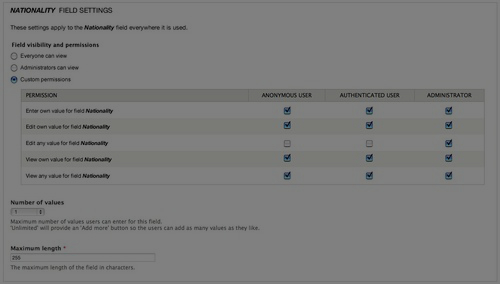 NATIONALITY FIELD SETTINGS
These settings apply to the Nationality field everywhere it is used.
Field visibility and permissions
Everyone can view
Administrators can view
Custom permissions
PERMISSION ANONYMOUS USER AUTHENTICATED USER ADMINISTRATOR
Enter own value for field Nationality
Edit own value for field Nationality
Edit any value for field Nationality
View own value for field Nationality
View any value for field Nationality
Number of values
1
Maximum number of values users can enter for this field.
'Unlimited' will provide an 'Add more' button so the users can add as many values as they like.
Maximum length *
255
The maximum length of the field in characters.